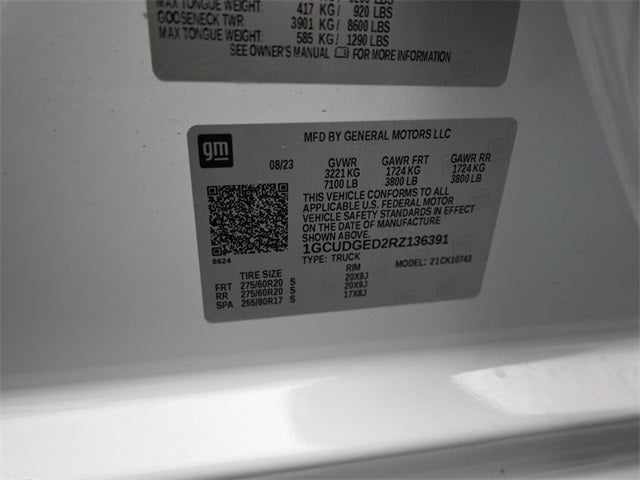 MAX TONGUE WEIGHT: 417 KG/ 920 LBS
GOOSENECK TWR: 3901 KG/ 8600 LBS
MAX TONGUE WEIGHT: 585 KG/ 1290 LBS
SEE OWNER'S MANUAL FOR MORE INFORMATION
gm
MFD BY GENERAL MOTORS LLC
08/23 GVWR GAWR FRT GAWR RR
3221 KG 1724 KG 1724 KG
7100 LB 3800 LB 3800 LB
THIS VEHICLE CONFORMS TO ALL
APPLICABLE U.S. FEDERAL MOTOR
VEHICLE SAFETY STANDARDS IN EFFECT
ON THE DATE OF MANUFACTURE
1GCUDGED2RZ136391
6624 TYPE: TRUCK MODEL: 21CK10743
TIRE SIZE RIM
FRT 275/60R20 S 20X9J
RR 275/60R20 S 20X9J
SPA 255/80R17 S 17X8J